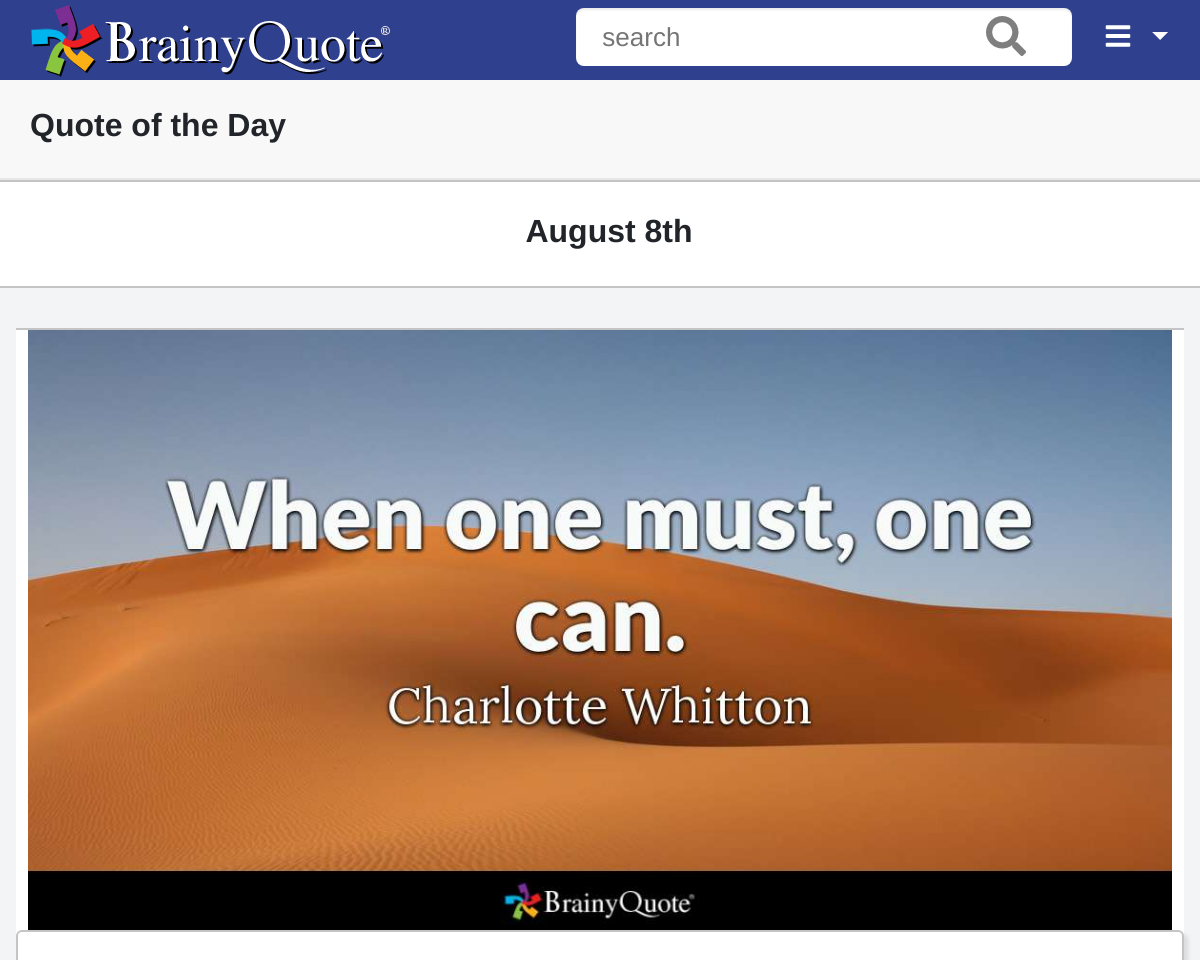 BrainyQuote®
search
Quote of the Day
August 8th
When one must, one
can.
Charlotte Whitton
BrainyQuote®